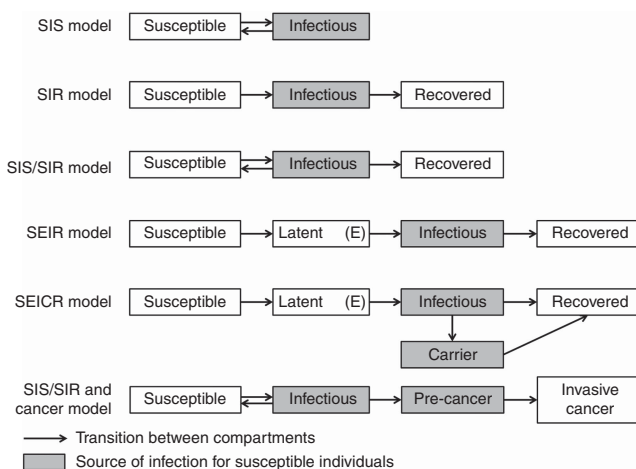 SIS model Susceptible Infectious
SIR model Susceptible Infectious Recovered
SIS/SIR model Susceptible Infectious Recovered
SEIR model Susceptible Latent (E) Infectious Recovered
SEICR model Susceptible Latent (E) Infectious Recovered
Carrier
SIS/SIR and
cancer model Susceptible Infectious Pre-cancer Invasive
cancer
Transition between compartments
Source of infection for susceptible individuals